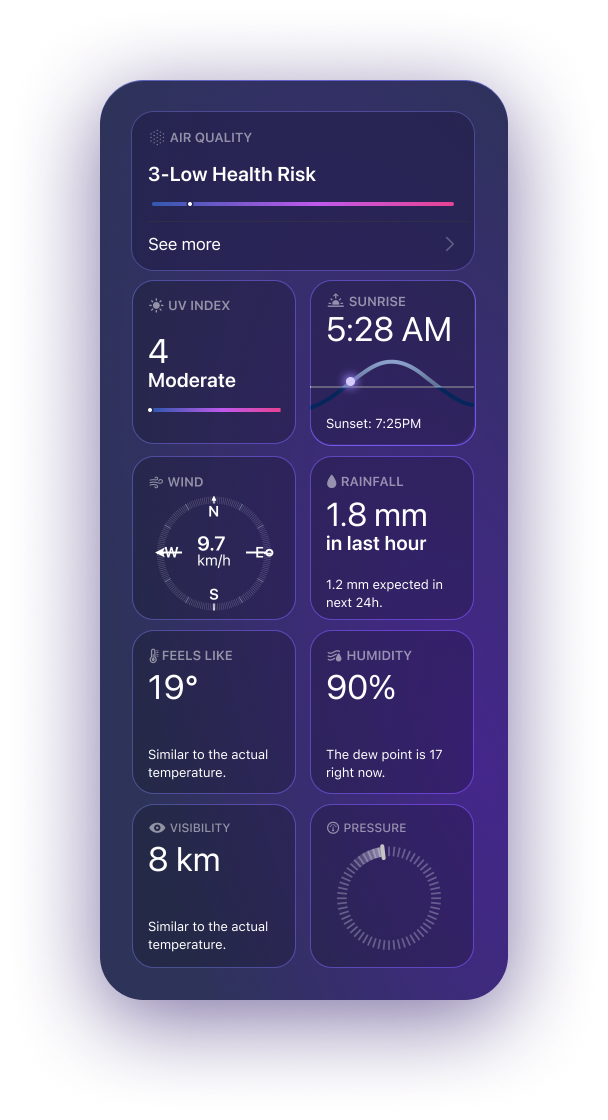 AIR QUALITY
3-Low Health Risk
See more
UV INDEX
4
Moderate
SUNRISE
5:28 AM
Sunset: 7:25PM
WIND
N
W
9.7
km/h
E
S
RAINFALL
1.8 mm
in last hour
1.2 mm expected in
next 24h.
FEELS LIKE
19°
Similar to the actual
temperature.
HUMIDITY
90%
The dew point is 17
right now.
VISIBILITY
8 km
Similar to the actual
temperature.
PRESSURE